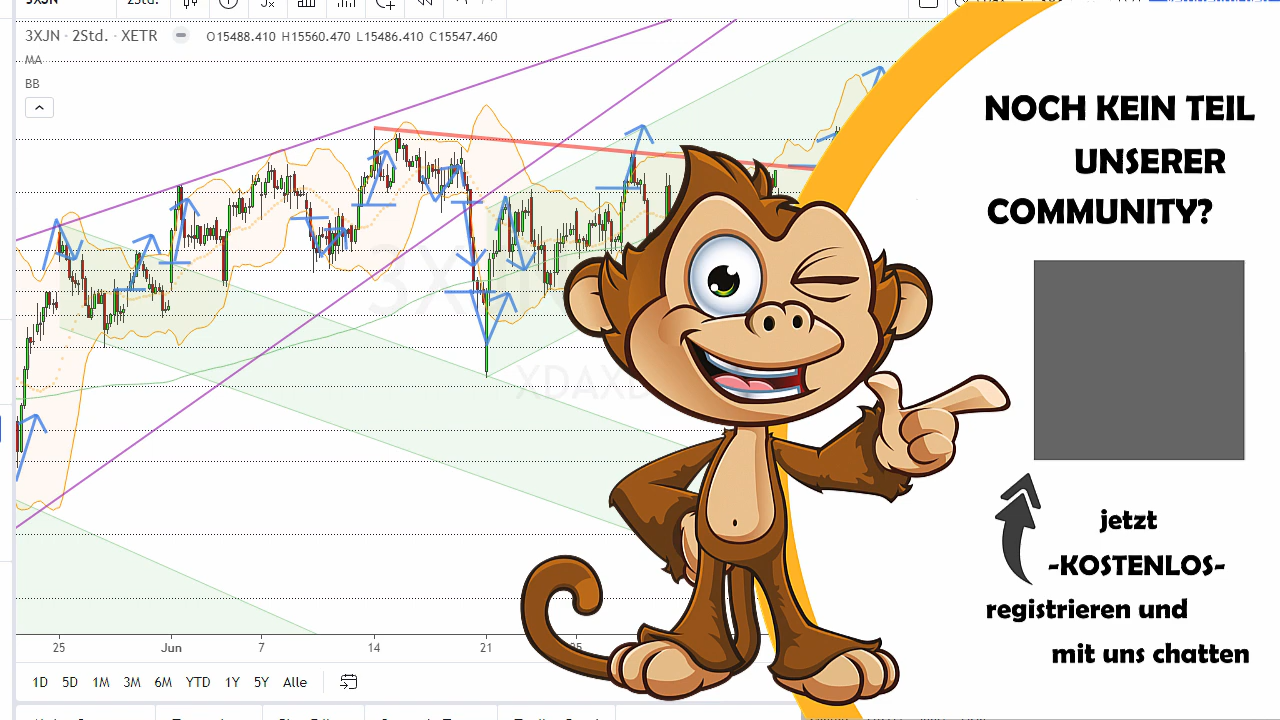 3XJN · 2Std. · XETR O15488.410 H15560.470 L15486.410 C15547.460
MA
BB
NOCH KEIN TEIL
UNSERER
COMMUNITY?
jetzt
-KOSTENLOS-
registrieren und
mit uns chatten
25 Jun 7 14 21
1D 5D 1M 3M 6M YTD 1Y 5Y Alle